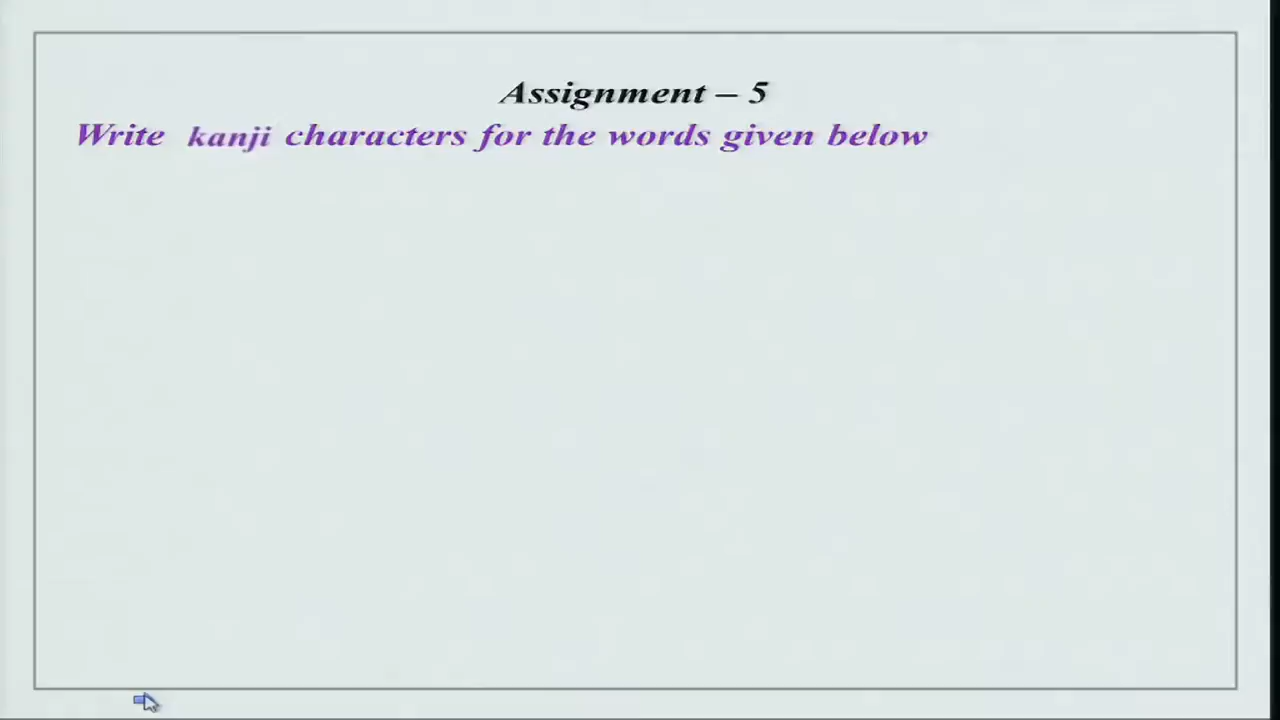 Assignment – 5
Write kanji characters for the words given below